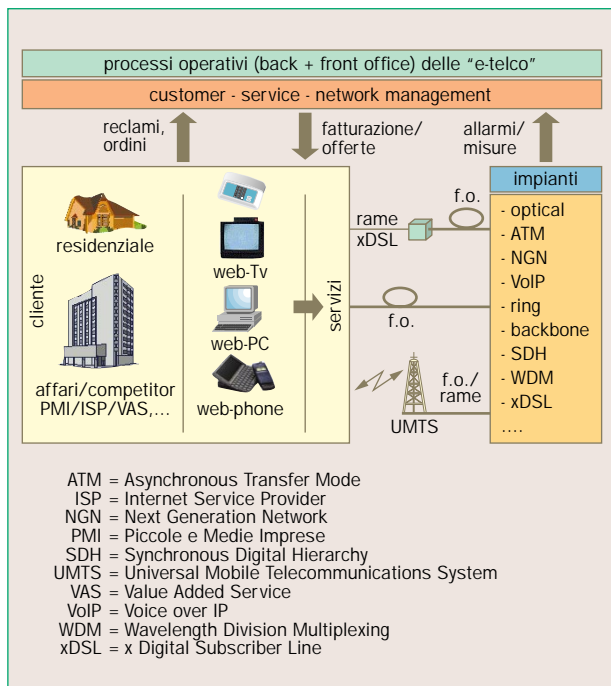 processi operativi (back + front office) delle “e-telco”
customer - service - network management
reclami,
ordini
fatturazione/
offerte
allarmi/
misure
cliente
residenziale
affari/competitor
PMI/ISP/VAS,...
web-Tv
web-PC
web-phone
servizi
rame
xDSL
f.o.
f.o.
f.o./
rame
UMTS
impianti
- optical
- ATM
- NGN
- VoIP
- ring
- backbone
- SDH
- WDM
- xDSL
....
ATM = Asynchronous Transfer Mode
ISP = Internet Service Provider
NGN = Next Generation Network
PMI = Piccole e Medie Imprese
SDH = Synchronous Digital Hierarchy
UMTS = Universal Mobile Telecommunications System
VAS = Value Added Service
VoIP = Voice over IP
WDM = Wavelength Division Multiplexing
xDSL = x Digital Subscriber Line